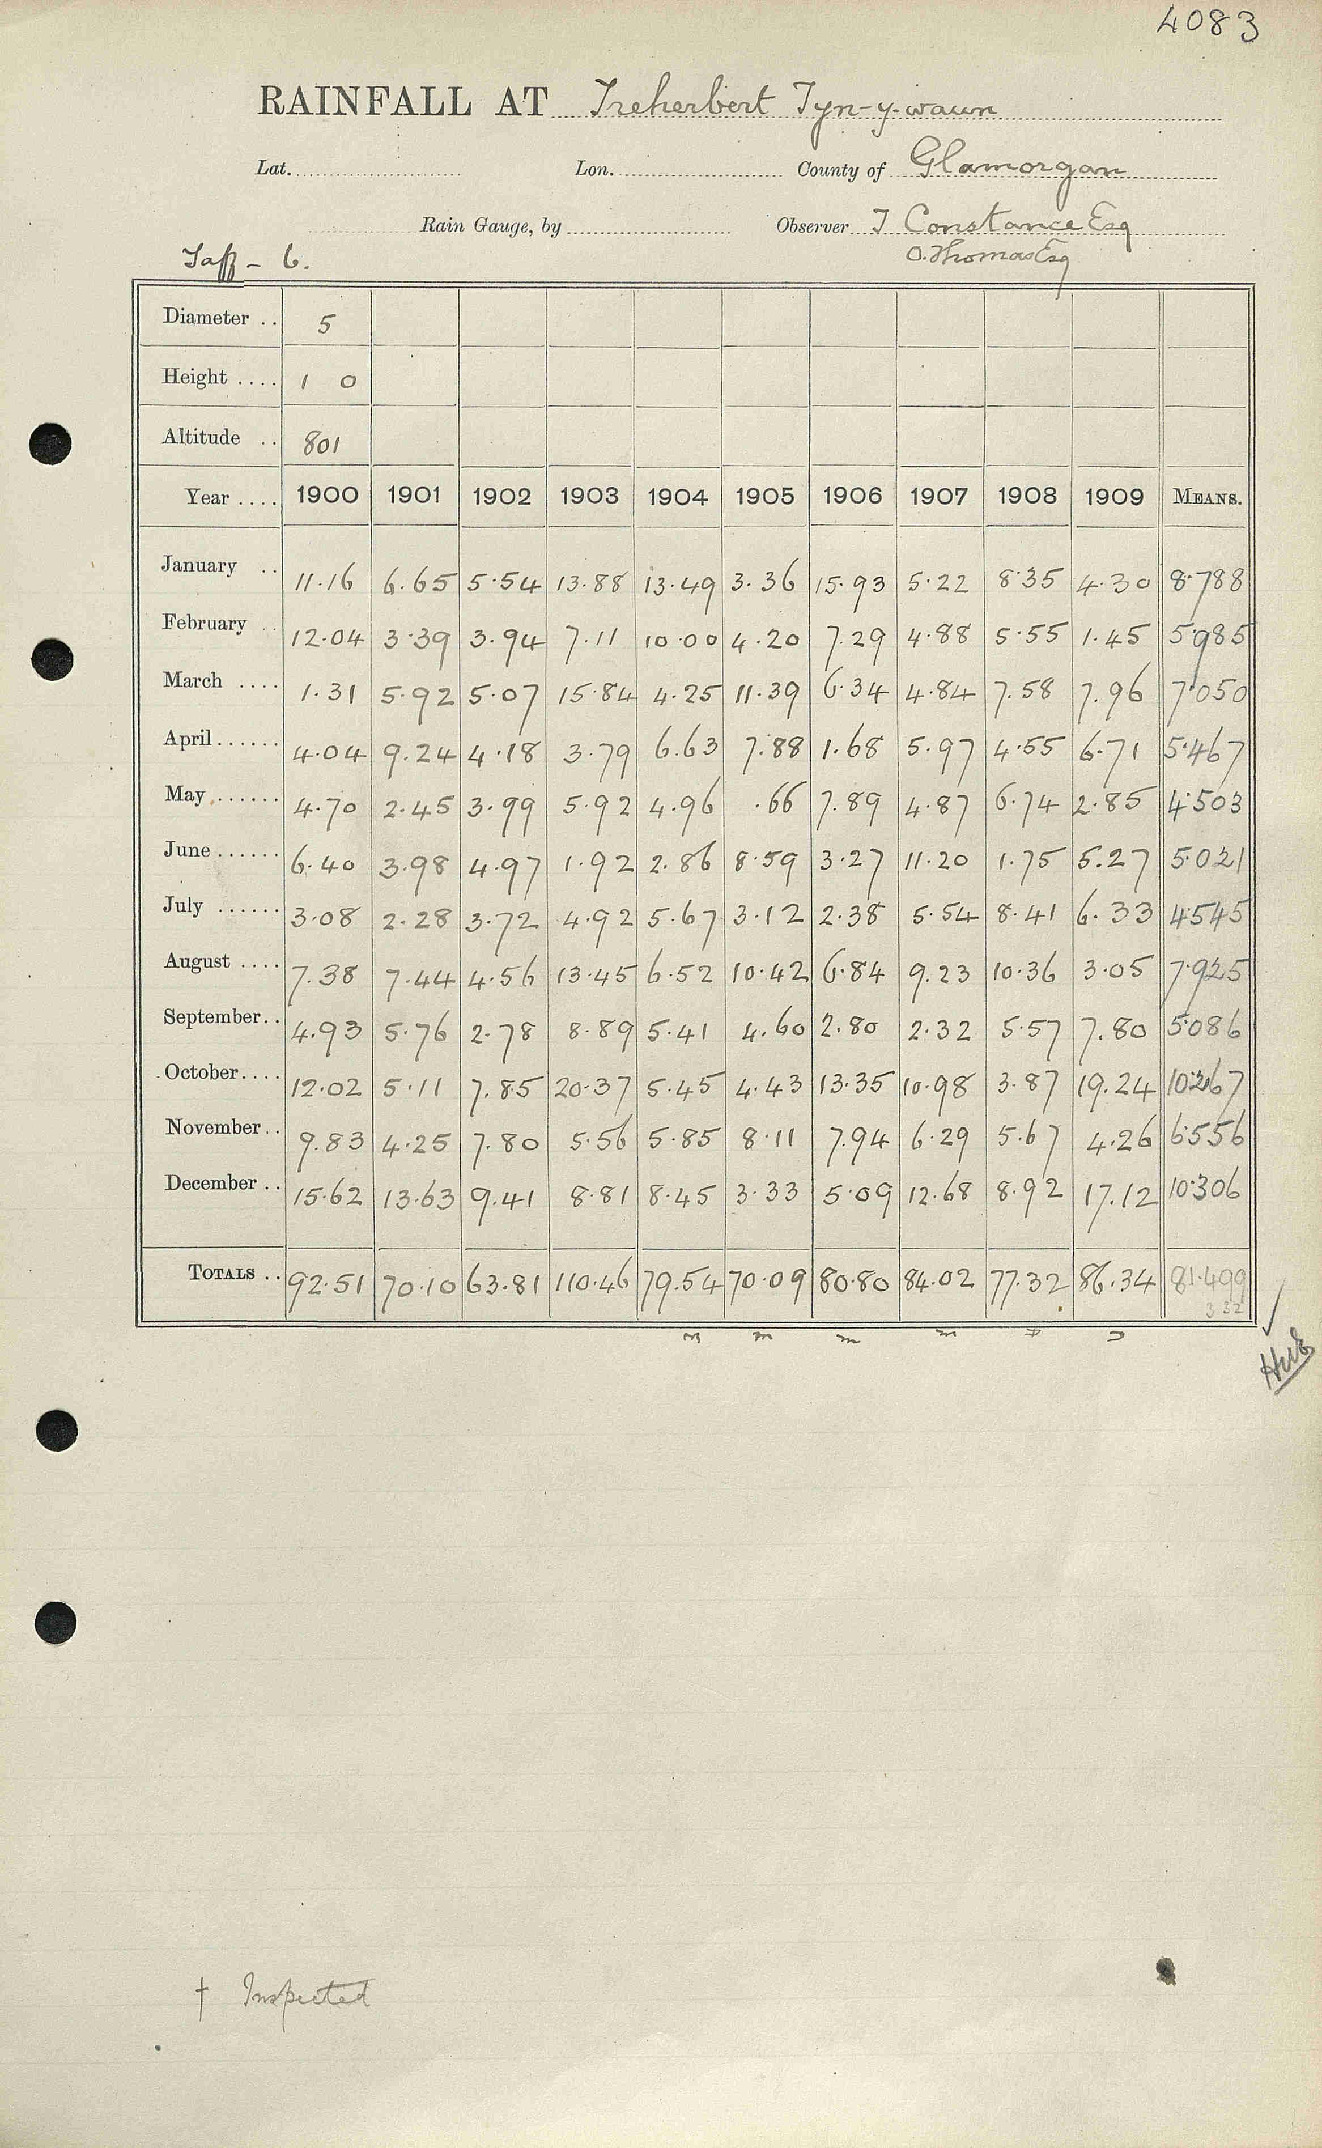 4083
RAINFALL AT Treherbert Tyn-y-waun
Lat. Lon. County of Glamorgan
Rain Gauge, by Observer T Constance Esq
Taff - 6. O. Thomas Esq
Diameter .. 5
Height .... 1 0
Altitude .. 801
Year .... 1900 1901 1902 1903 1904 1905 1906 1907 1908 1909 MEANS.
January .. 11.16 6.65 5.54 13.88 13.49 3.36 15.93 5.22 8.35 4.30 8.788
February .. 12.04 3.39 3.94 7.11 10.00 4.20 7.29 4.88 5.55 1.45 5.985
March .... 1.31 5.92 5.07 15.84 4.25 11.39 6.34 4.84 7.58 7.96 7.050
April ...... 4.04 9.24 4.18 3.79 6.63 7.88 1.68 5.97 4.55 6.71 5.467
May ...... 4.70 2.45 3.99 5.92 4.96 .66 7.89 4.87 6.74 2.85 4.503
June ...... 6.40 3.98 4.97 1.92 2.86 8.59 3.27 11.20 1.75 5.27 5.021
July ...... 3.08 2.28 3.72 4.92 5.67 3.12 2.38 5.54 8.41 6.33 4.545
August .... 7.38 7.44 4.56 13.45 6.52 10.42 6.84 9.23 10.36 3.05 7.925
September .. 4.93 5.76 2.78 8.89 5.41 4.60 2.80 2.32 5.57 7.80 5.086
October .... 12.02 5.11 7.85 20.37 5.45 4.43 13.35 10.98 3.87 19.24 10.267
November .. 9.83 4.25 7.80 5.56 5.85 8.11 7.94 6.29 5.67 4.26 6.556
December .. 15.62 13.63 9.41 8.81 8.45 3.33 5.09 12.68 8.92 17.12 10.306
TOTALS .. 92.51 70.10 63.81 110.46 79.54 70.09 80.80 84.02 77.32 86.34 81.499
332
† Inspected